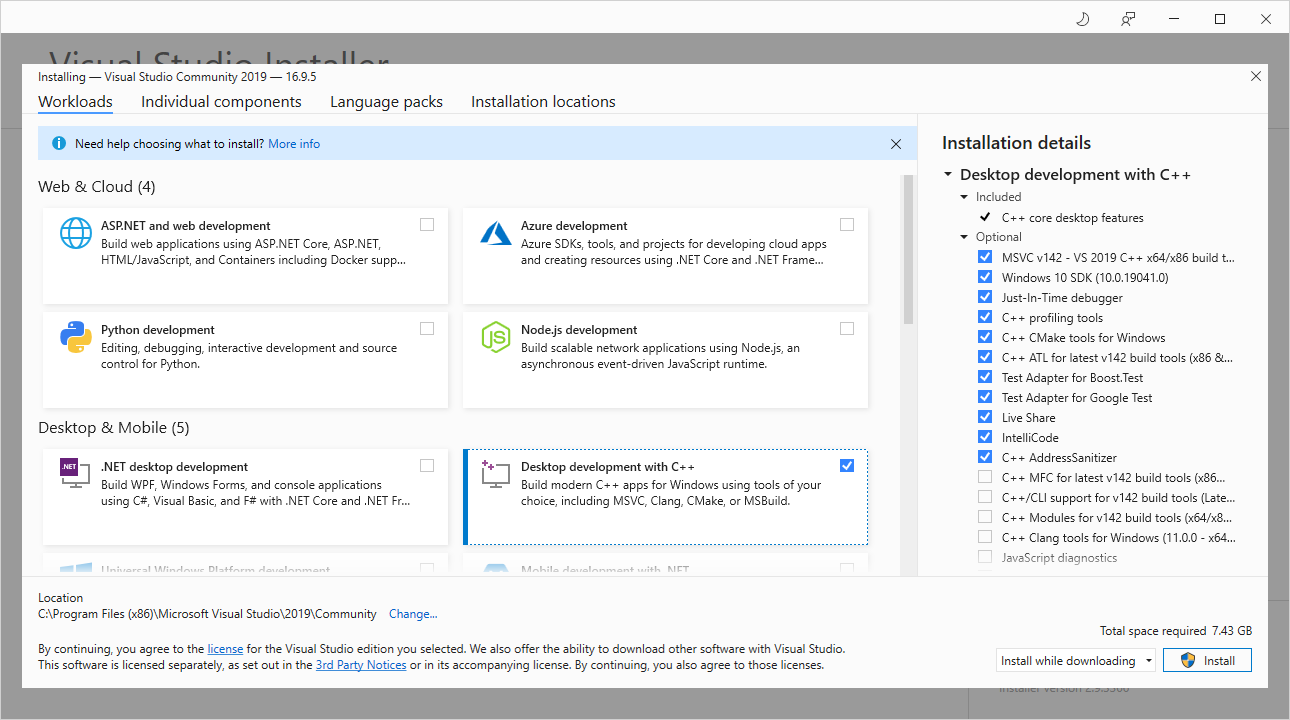 Visual Studio Installer
Installing — Visual Studio Community 2019 — 16.9.5
Workloads
Individual components
Language packs
Installation locations
Need help choosing what to install? More info
Web & Cloud (4)
ASP.NET and web development
Build web applications using ASP.NET Core, ASP.NET,
HTML/JavaScript, and Containers including Docker supp...
Azure development
Azure SDKs, tools, and projects for developing cloud apps
and creating resources using .NET Core and .NET Frame...
Python development
Editing, debugging, interactive development and source
control for Python.
JS
Node.js development
Build scalable network applications using Node.js, an
asynchronous event-driven JavaScript runtime.
Desktop & Mobile (5)
.NET
.NET desktop development
Build WPF, Windows Forms, and console applications
using C#, Visual Basic, and F# with .NET Core and .NET Fr...
Desktop development with C++
Build modern C++ apps for Windows using tools of your
choice, including MSVC, Clang, CMake, or MSBuild.
Universal Windows Platform development
Mobile development with .NET
Installation details
Desktop development with C++
Included
C++ core desktop features
Optional
MSVC v142 - VS 2019 C++ x64/x86 build t...
Windows 10 SDK (10.0.19041.0)
Just-In-Time debugger
C++ profiling tools
C++ CMake tools for Windows
C++ ATL for latest v142 build tools (x86 &...
Test Adapter for Boost.Test
Test Adapter for Google Test
Live Share
IntelliCode
C++ AddressSanitizer
C++ MFC for latest v142 build tools (x86...
C++/CLI support for v142 build tools (Late...
C++ Modules for v142 build tools (x64/x8...
C++ Clang tools for Windows (11.0.0 - x64...
JavaScript diagnostics
Location
C:\Program Files (x86)\Microsoft Visual Studio\2019\Community Change...
By continuing, you agree to the license for the Visual Studio edition you selected. We also offer the ability to download other software with Visual Studio.
This software is licensed separately, as set out in the 3rd Party Notices or in its accompanying license. By continuing, you also agree to those licenses.
Total space required 7.43 GB
Install while downloading
Install
Installer version